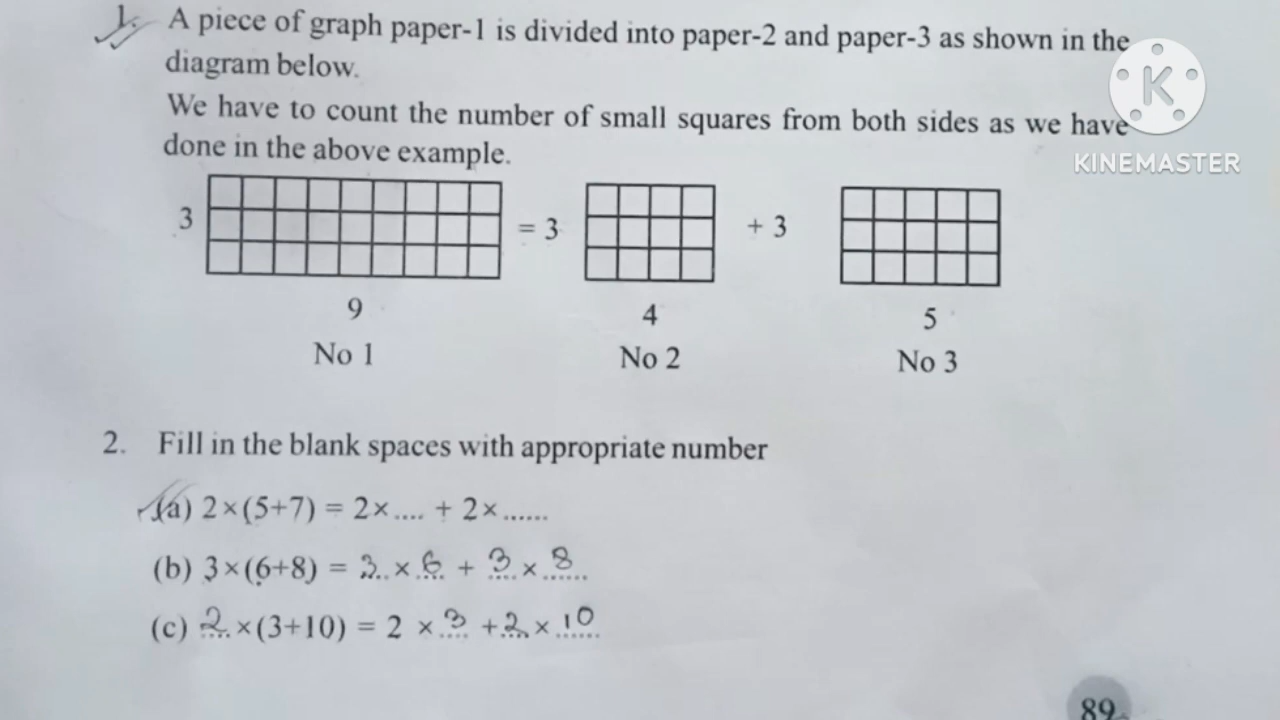 1. A piece of graph paper-1 is divided into paper-2 and paper-3 as shown in the
diagram below.
K
KINEMASTER
We have to count the number of small squares from both sides as we have
done in the above example.
3 = 3 + 3
9 4 5
No 1 No 2 No 3
2. Fill in the blank spaces with appropriate number
(a) 2×(5+7) = 2×.... + 2×......
(b) 3×(6+8) = 3 × 6 + 3 × 8
(c) 2 ×(3+10) = 2 × 3 + 2 × 10
89